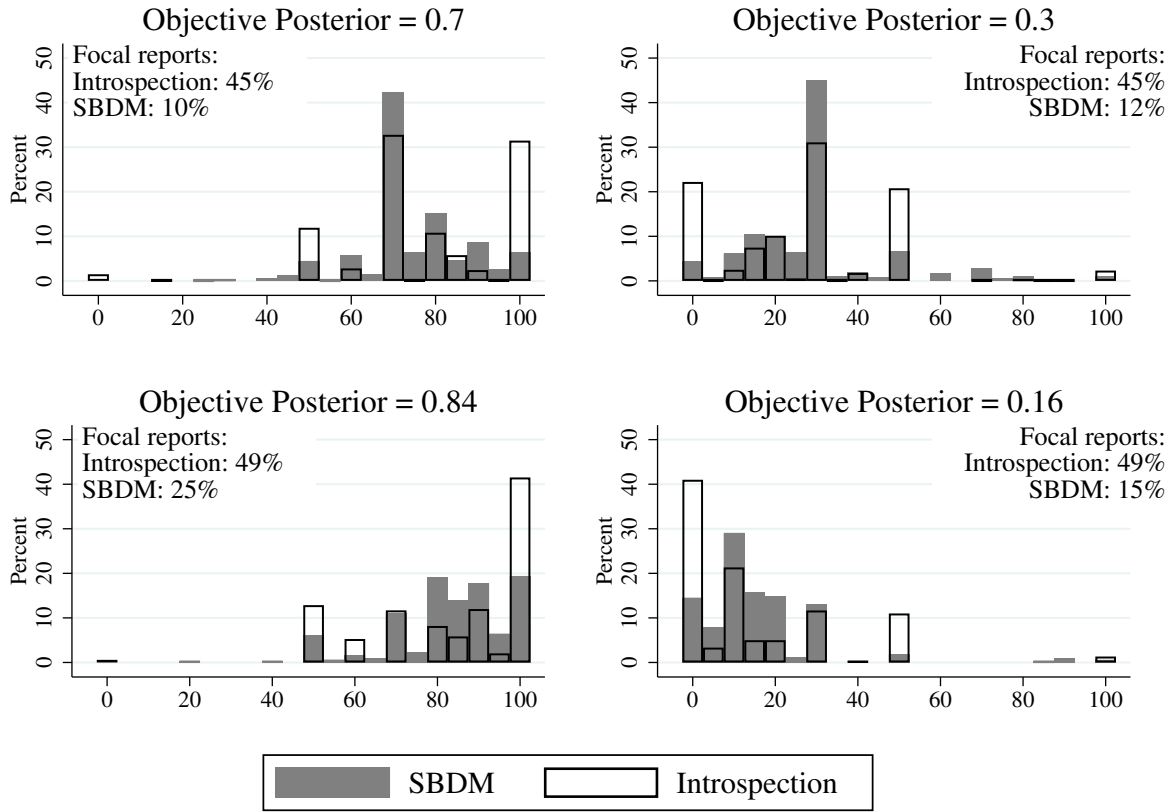 Objective Posterior = 0.7
Focal reports:
Introspection: 45%
SBDM: 10%
Percent
50
40
30
20
10
0
0 20 40 60 80 100
Objective Posterior = 0.3
Focal reports:
Introspection: 45%
SBDM: 12%
Percent
50
40
30
20
10
0
0 20 40 60 80 100
Objective Posterior = 0.84
Focal reports:
Introspection: 49%
SBDM: 25%
Percent
50
40
30
20
10
0
0 20 40 60 80 100
Objective Posterior = 0.16
Focal reports:
Introspection: 49%
SBDM: 15%
Percent
50
40
30
20
10
0
0 20 40 60 80 100
SBDM Introspection